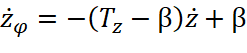 ż_φ = −(T_z − β)ż + β